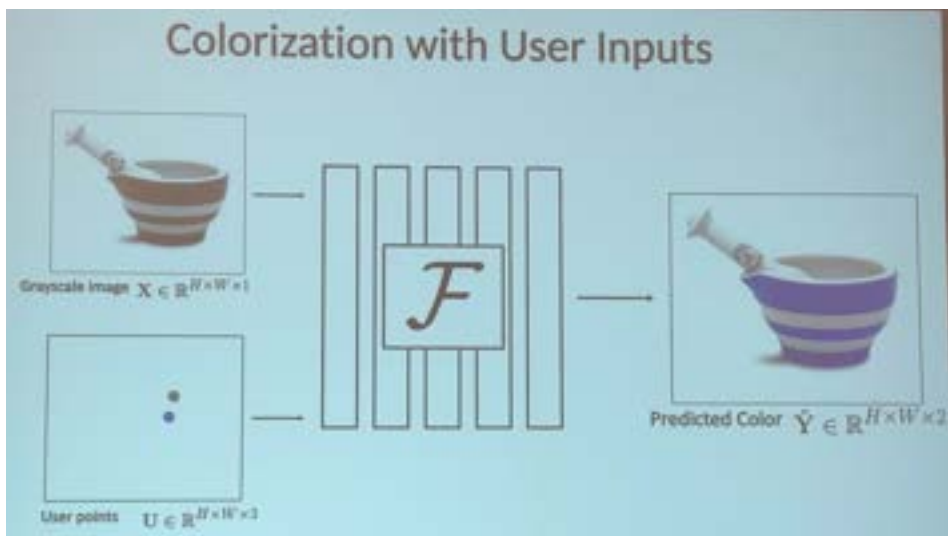 Colorization with User Inputs
Grayscale image X ∈ ℝ^{H×W×1}
F
Predicted Color Ŷ ∈ ℝ^{H×W×2}
User points U ∈ ℝ^{H×W×3}